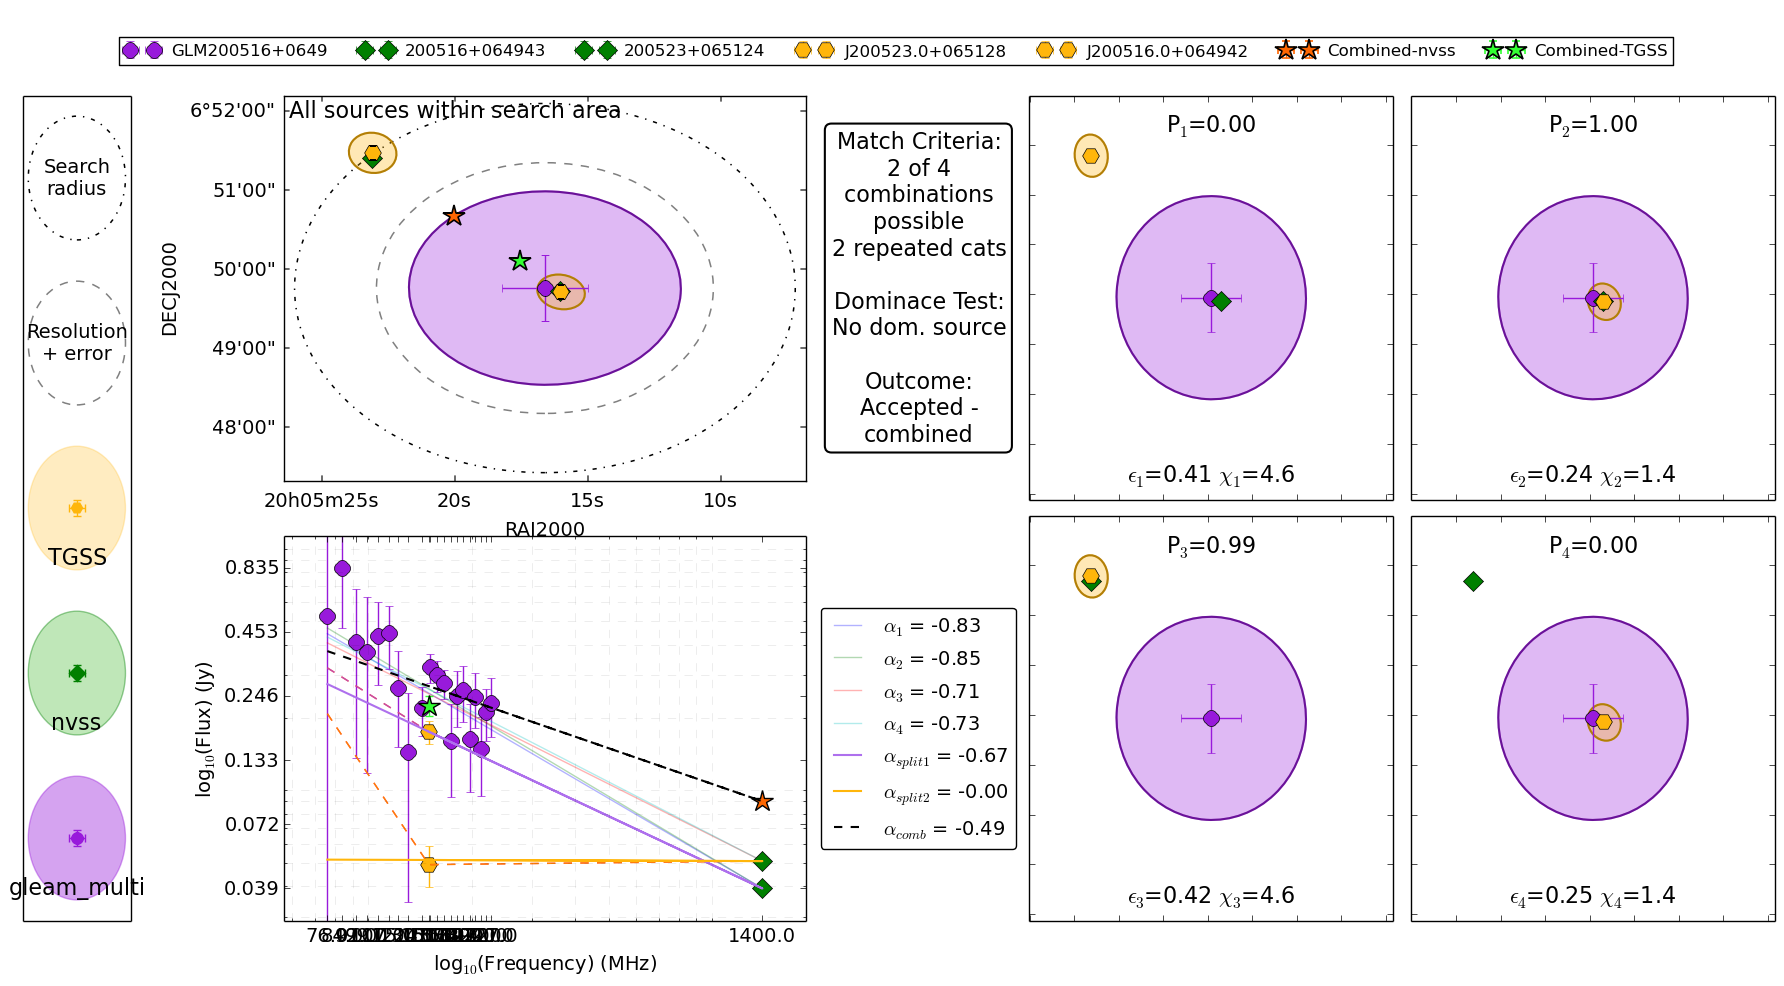 GLM200516+0649 200516+064943 200523+065124 J200523.0+065128 J200516.0+064942 Combined-nvss Combined-TGSS
Search
radius
Resolution
+ error
TGSS
nvss
gleam_multi
All sources within search area
6°52'00"
51'00"
50'00"
49'00"
48'00"
DECJ2000
20h05m25s 20s 15s 10s
RAJ2000
Match Criteria:
2 of 4
combinations
possible
2 repeated cats
Dominace Test:
No dom. source
Outcome:
Accepted -
combined
P1=0.00
ϵ1=0.41 χ1=4.6
P2=1.00
ϵ2=0.24 χ2=1.4
P3=0.99
ϵ3=0.42 χ3=4.6
P4=0.00
ϵ4=0.25 χ4=1.4
0.835
0.453
0.246
0.133
0.072
0.039
log10(Flux) (Jy)
1400.0
log10(Frequency) (MHz)
α1 = -0.83
α2 = -0.85
α3 = -0.71
α4 = -0.73
αsplit1 = -0.67
αsplit2 = -0.00
αcomb = -0.49